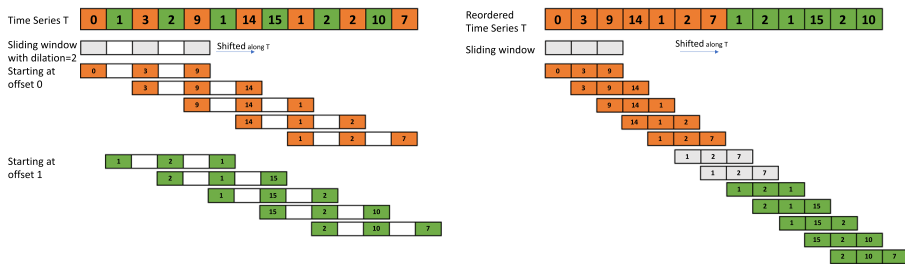 Time Series T 0 1 3 2 9 1 14 15 1 2 2 10 7
Sliding window
with dilation=2
Shifted along T
Starting at
offset 0
0 3 9
3 9 14
9 14 1
14 1 2
1 2 7
Starting at
offset 1
1 2 1
2 1 15
1 15 2
15 2 10
2 10 7
Reordered
Time Series T
0 3 9 14 1 2 7 1 2 1 15 2 10
Sliding window
Shifted along T
0 3 9
3 9 14
9 14 1
14 1 2
1 2 7
1 2 7
1 2 7
1 2 1
2 1 15
1 15 2
15 2 10
2 10 7